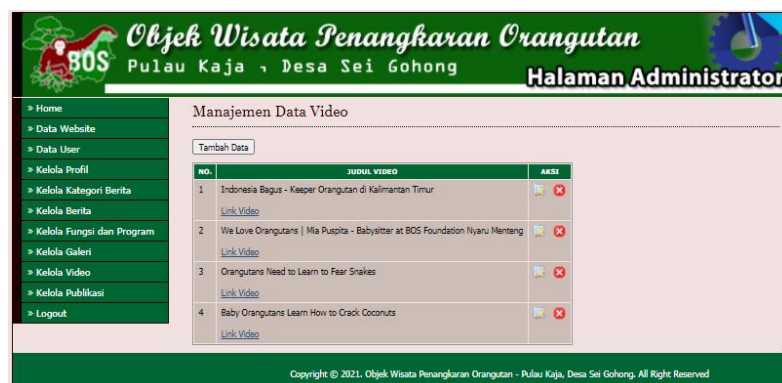 BOS
Objek Wisata Penangkaran Orangutan
Pulau Kaja , Desa Sei Gohong
Halaman Administrator
» Home
» Data Website
» Data User
» Kelola Profil
» Kelola Kategori Berita
» Kelola Berita
» Kelola Fungsi dan Program
» Kelola Galeri
» Kelola Video
» Kelola Publikasi
» Logout
Manajemen Data Video
Tambah Data
NO. JUDUL VIDEO AKSI
1 Indonesia Bagus - Keeper Orangutan di Kalimantan Timur
Link Video
2 We Love Orangutans | Mia Puspita - Babysitter at BOS Foundation Nyaru Menteng
Link Video
3 Orangutans Need to Learn to Fear Snakes
Link Video
4 Baby Orangutans Learn How to Crack Coconuts
Link Video
Copyright © 2021. Objek Wisata Penangkaran Orangutan - Pulau Kaja, Desa Sei Gohong. All Right Reserved